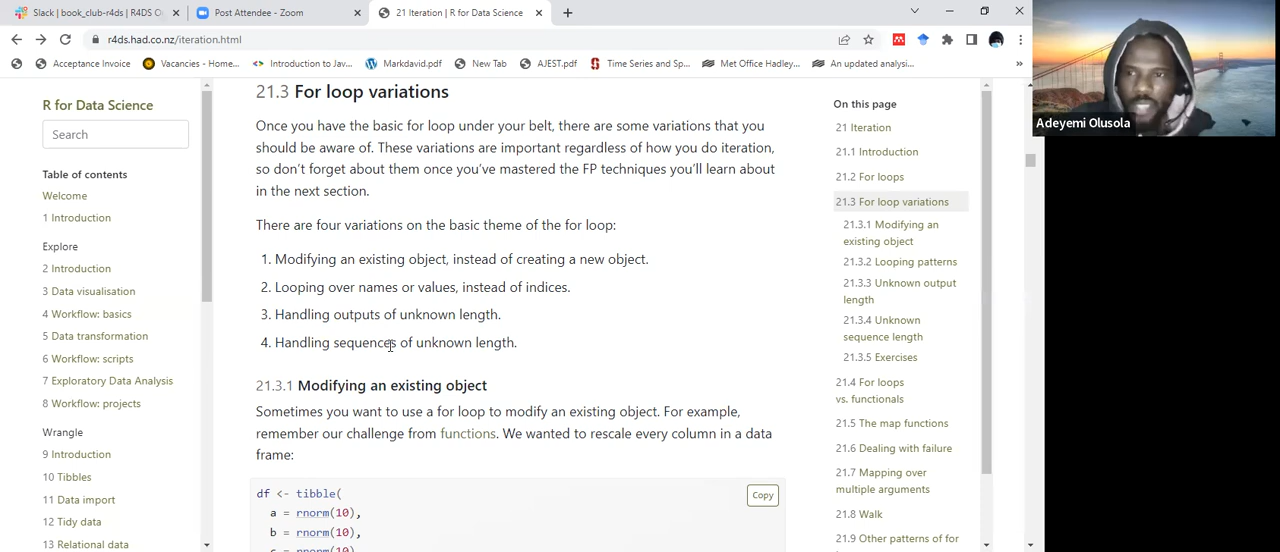 Slack | book_club-r4ds | R4DS O
Post Attendee - Zoom
21 Iteration | R for Data Science
r4ds.had.co.nz/iteration.html
Acceptance Invoice
Vacancies - Home...
Introduction to Jav...
Markdavid.pdf
New Tab
AJEST.pdf
Time Series and Sp...
Met Office Hadley...
An updated analysi...
»
Adeyemi Olusola
R for Data Science
Search
Table of contents
Welcome
1 Introduction
Explore
2 Introduction
3 Data visualisation
4 Workflow: basics
5 Data transformation
6 Workflow: scripts
7 Exploratory Data Analysis
8 Workflow: projects
Wrangle
9 Introduction
10 Tibbles
11 Data import
12 Tidy data
13 Relational data
21.3 For loop variations
Once you have the basic for loop under your belt, there are some variations that you
should be aware of. These variations are important regardless of how you do iteration,
so don't forget about them once you've mastered the FP techniques you'll learn about
in the next section.
There are four variations on the basic theme of the for loop:
1. Modifying an existing object, instead of creating a new object.
2. Looping over names or values, instead of indices.
3. Handling outputs of unknown length.
4. Handling sequences of unknown length.
21.3.1 Modifying an existing object
Sometimes you want to use a for loop to modify an existing object. For example,
remember our challenge from functions. We wanted to rescale every column in a data
frame:
df <- tibble(
a = rnorm(10),
b = rnorm(10),
c = rnorm(10)
Copy
On this page
21 Iteration
21.1 Introduction
21.2 For loops
21.3 For loop variations
21.3.1 Modifying an
existing object
21.3.2 Looping patterns
21.3.3 Unknown output
length
21.3.4 Unknown
sequence length
21.3.5 Exercises
21.4 For loops
vs. functionals
21.5 The map functions
21.6 Dealing with failure
21.7 Mapping over
multiple arguments
21.8 Walk
21.9 Other patterns of for